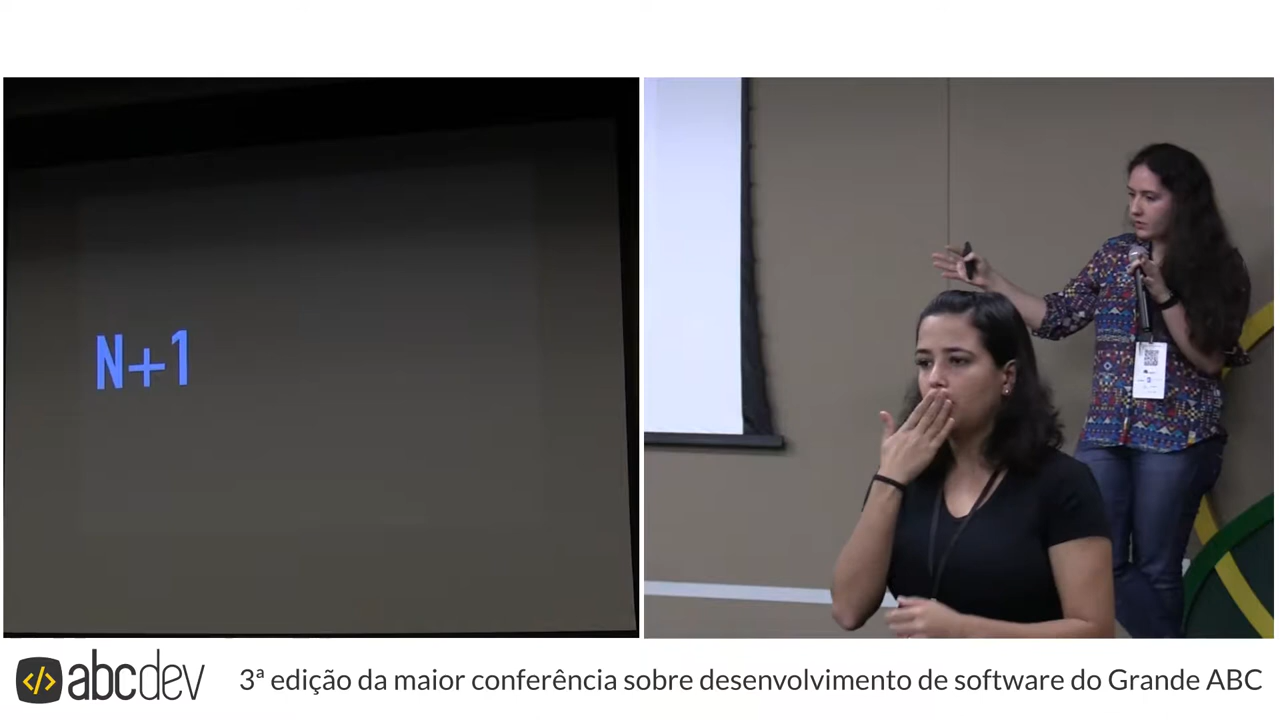 N+1
</> abcdev
3ª edição da maior conferência sobre desenvolvimento de software do Grande ABC